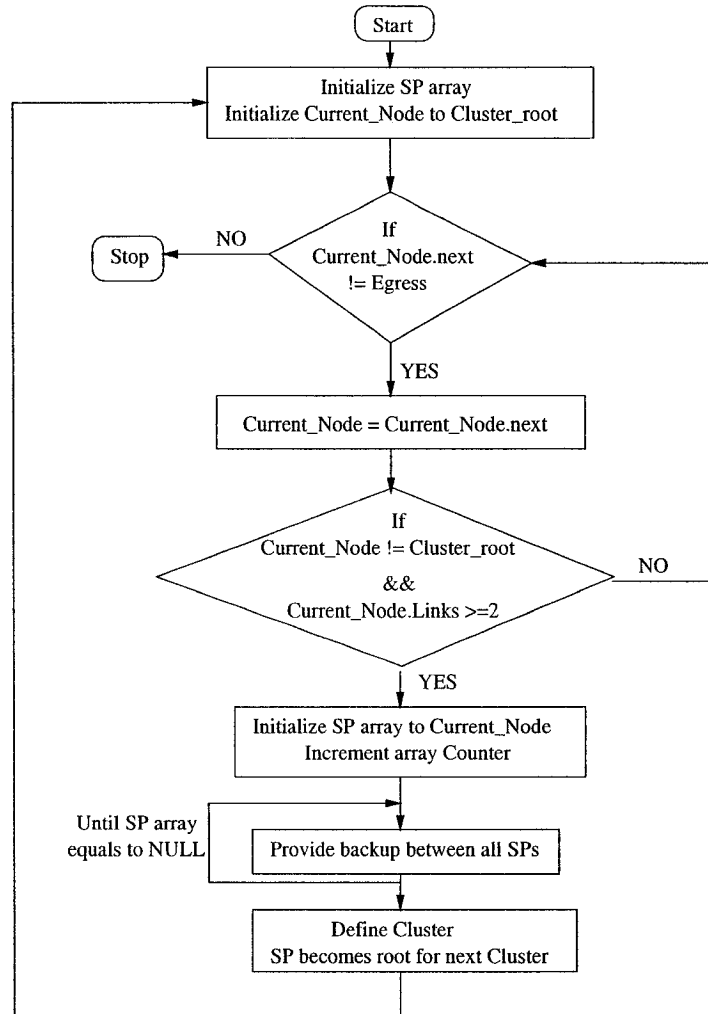 Start
Initialize SP array
Initialize Current_Node to Cluster_root
If
Current_Node.next
!= Egress
NO
Stop
YES
Current_Node = Current_Node.next
If
Current_Node != Cluster_root
&&
Current_Node.Links >=2
NO
YES
Initialize SP array to Current_Node
Increment array Counter
Until SP array
equals to NULL
Provide backup between all SPs
Define Cluster
SP becomes root for next Cluster